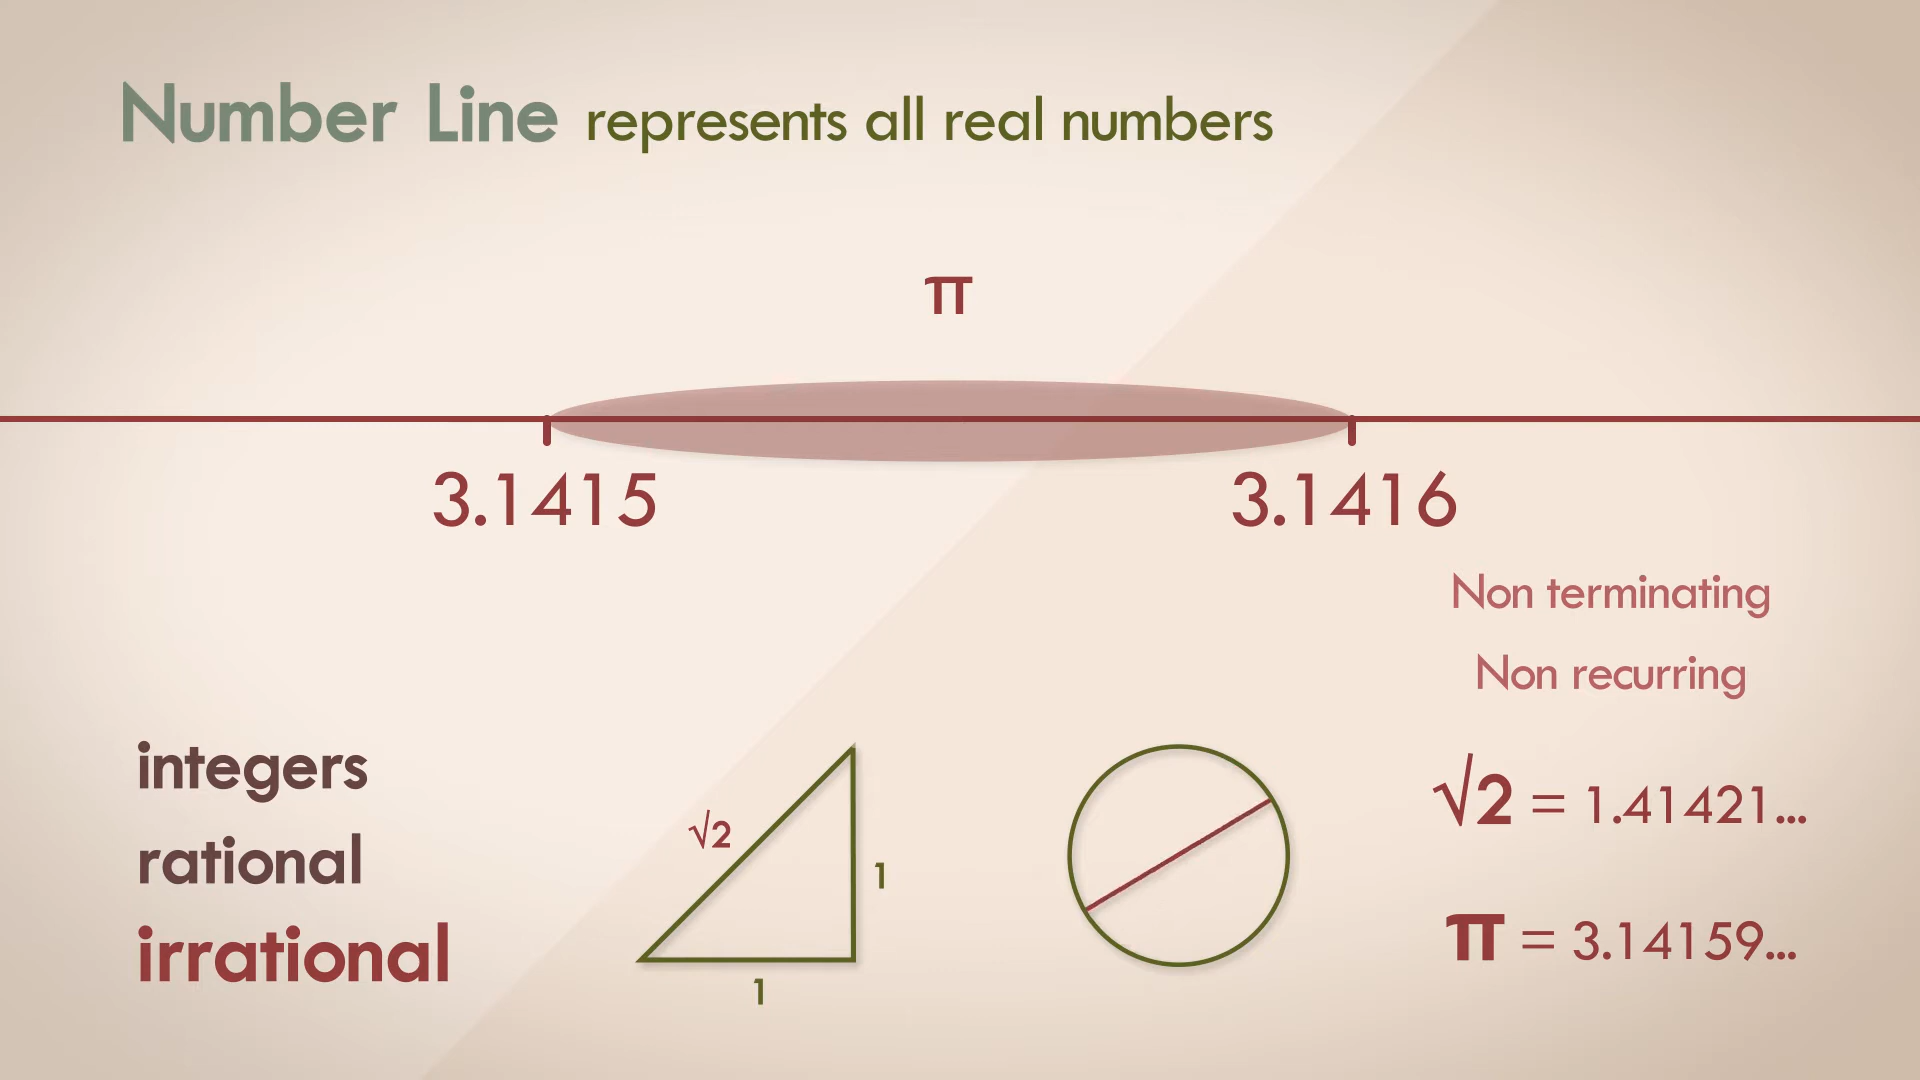 Number Line represents all real numbers
π
3.1415 3.1416
Non terminating
Non recurring
integers
rational
irrational
√2
1
1
√2 = 1.41421...
π = 3.14159...